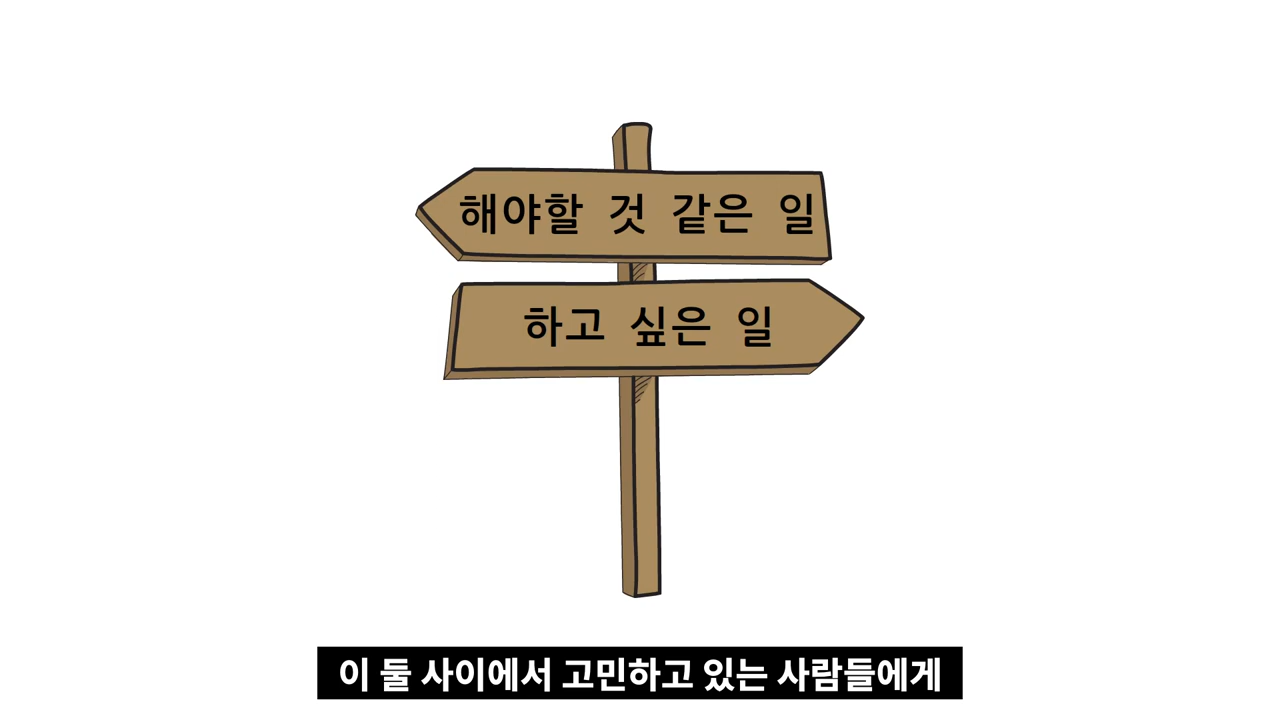 해야할 것 같은 일
하고 싶은 일
이 둘 사이에서 고민하고 있는 사람들에게